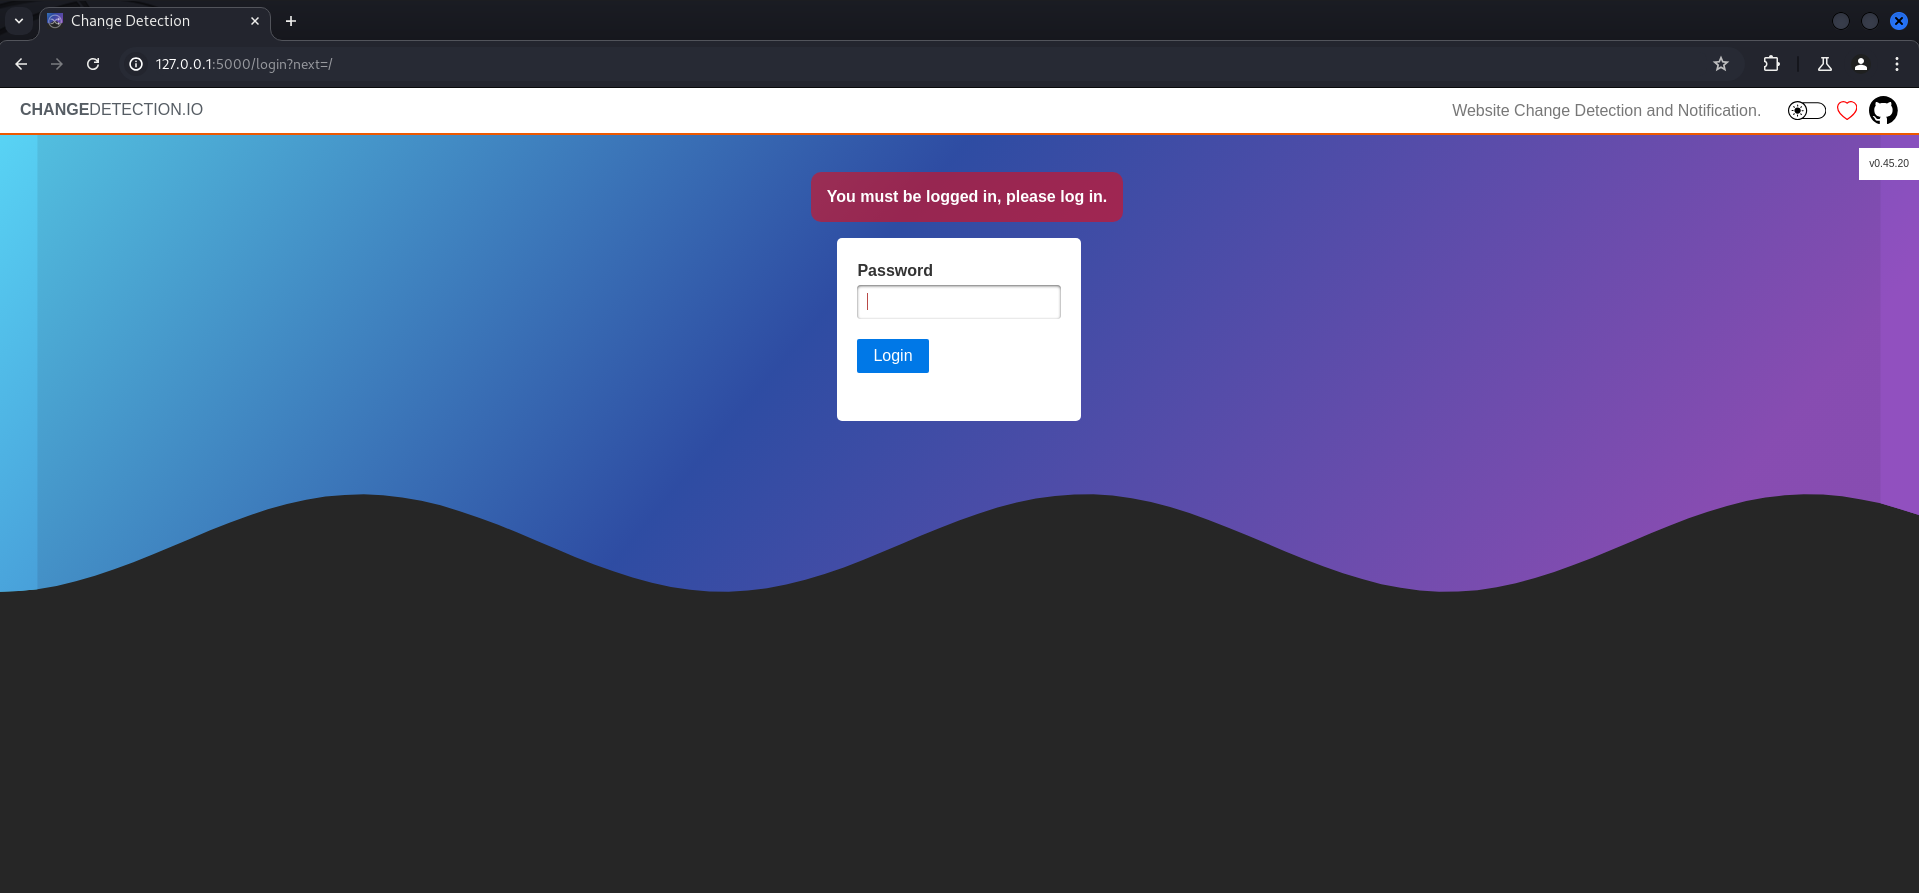 Change Detection
127.0.0.1:5000/login?next=/
CHANGEDETECTION.IO
Website Change Detection and Notification.
v0.45.20
You must be logged in, please log in.
Password
Login